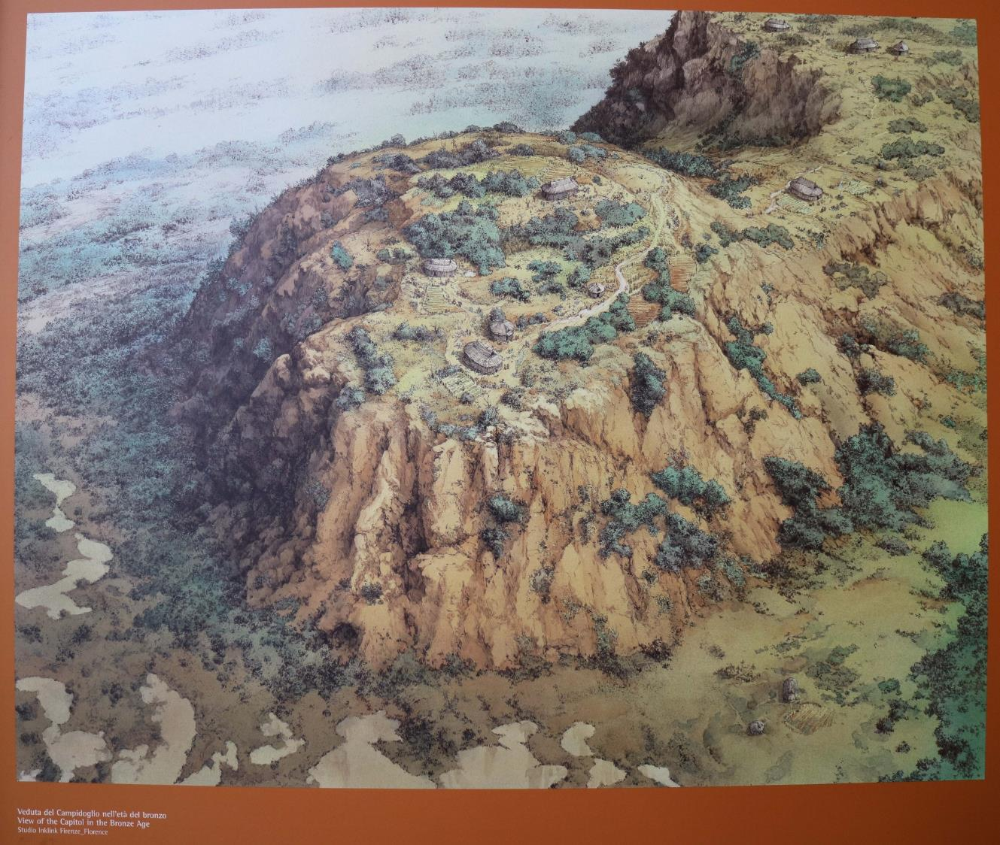 Veduta del Campidoglio nell'età del bronzo
View of the Capitol in the Bronze Age
Studio Inklink Firenze_Florence